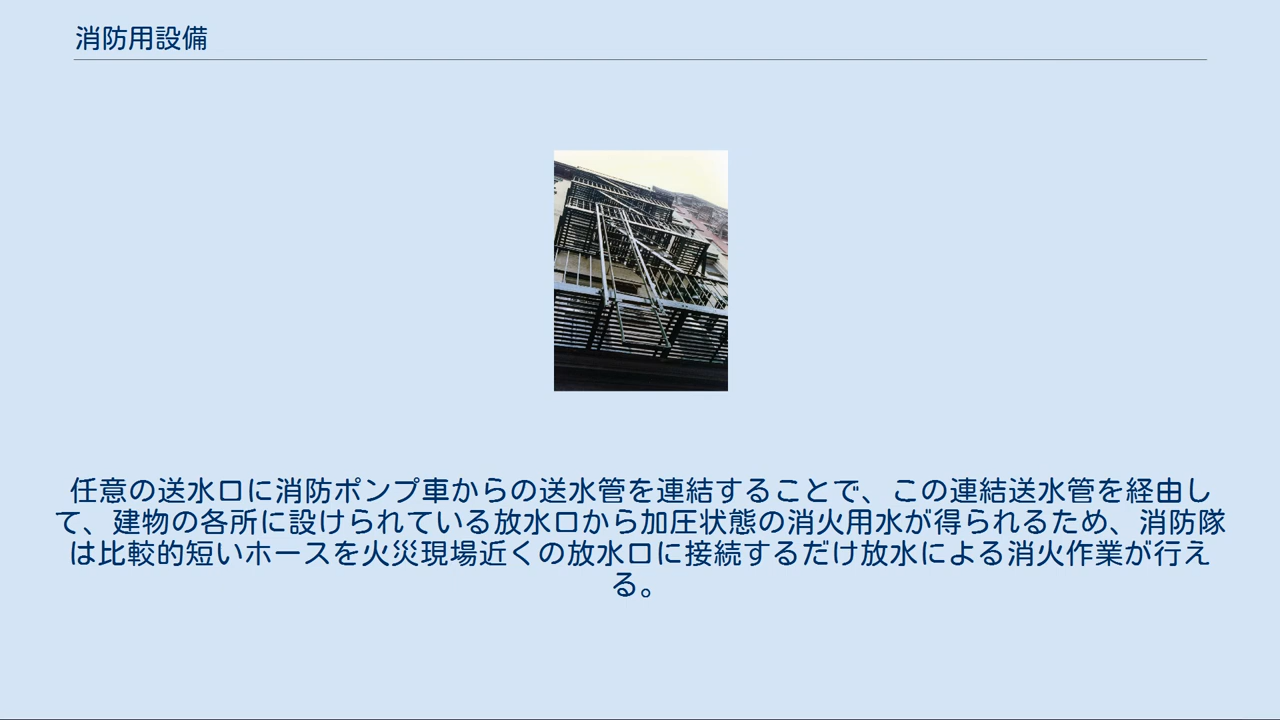 消防用設備
任意の送水口に消防ポンプ車からの送水管を連結することで、この連結送水管を経由し
て、建物の各所に設けられている放水口から加圧状態の消火用水が得られるため、消防隊
は比較的短いホースを火災現場近くの放水口に接続するだけ放水による消火作業が行え
る。